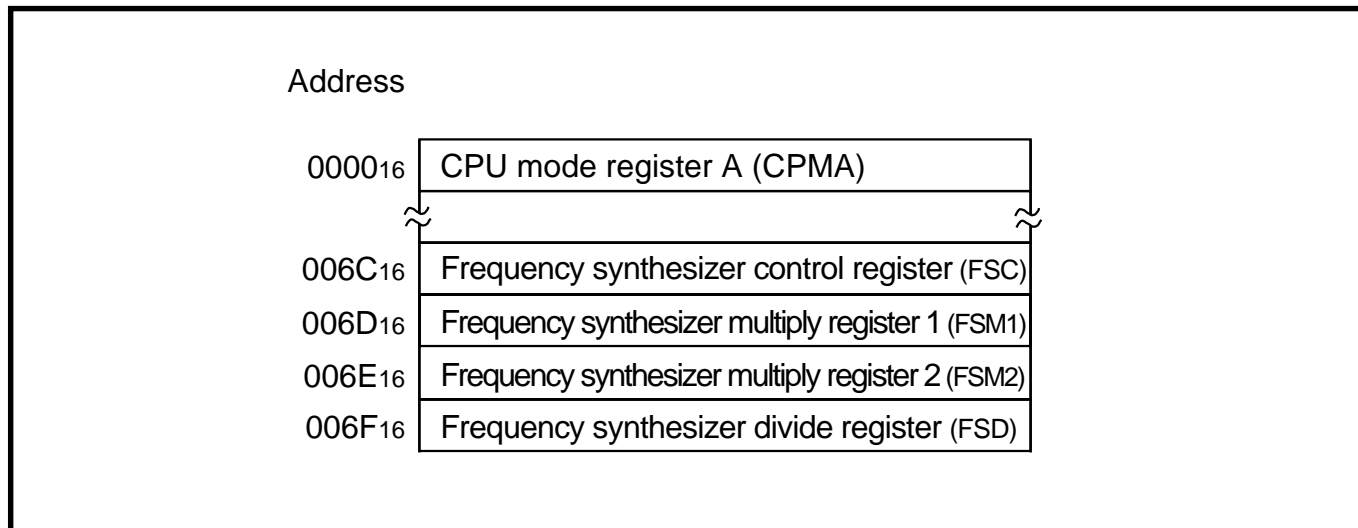 Address
000016 CPU mode register A (CPMA)
006C16 Frequency synthesizer control register (FSC)
006D16 Frequency synthesizer multiply register 1 (FSM1)
006E16 Frequency synthesizer multiply register 2 (FSM2)
006F16 Frequency synthesizer divide register (FSD)